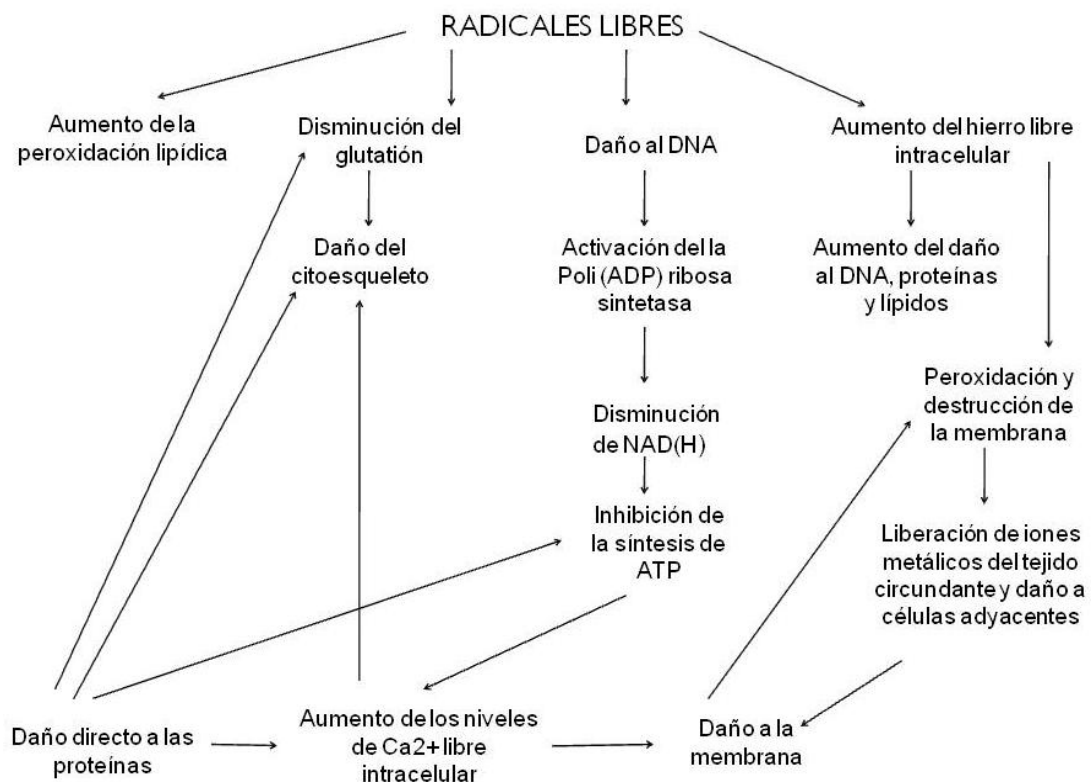 RADICALES LIBRES
Aumento de la
peroxidación lipídica
Disminución del
glutatión
Daño al DNA
Aumento del hierro libre
intracelular
Daño del
citoesqueleto
Activación del la
Poli (ADP) ribosa
sintetasa
Aumento del daño
al DNA, proteínas
y lípidos
Disminución
de NAD(H)
Peroxidación y
destrucción de
la membrana
Inhibición de
la síntesis de
ATP
Liberación de iones
metálicos del tejido
circundante y daño a
células adyacentes
Daño directo a las
proteínas
Aumento de los niveles
de Ca2+ libre
intracelular
Daño a la
membrana